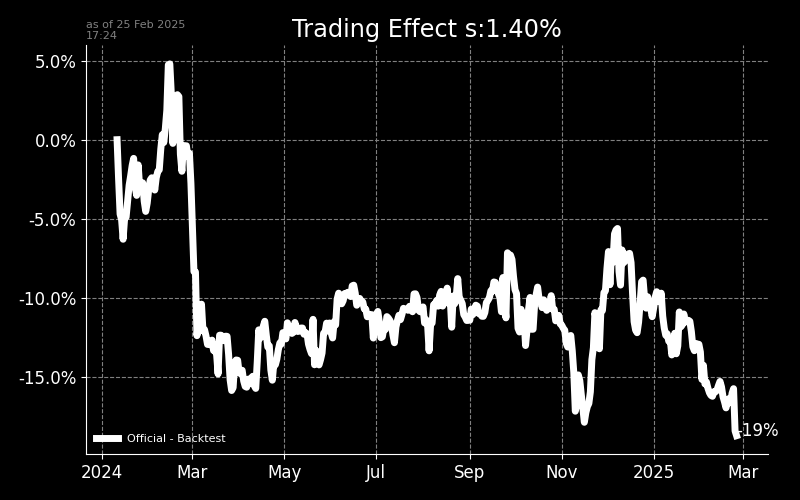 as of 25 Feb 2025
17:24
Trading Effect s:1.40%
5.0%
0.0%
-5.0%
-10.0%
-15.0%
-19%
Official - Backtest
2024 Mar May Jul Sep Nov 2025 Mar